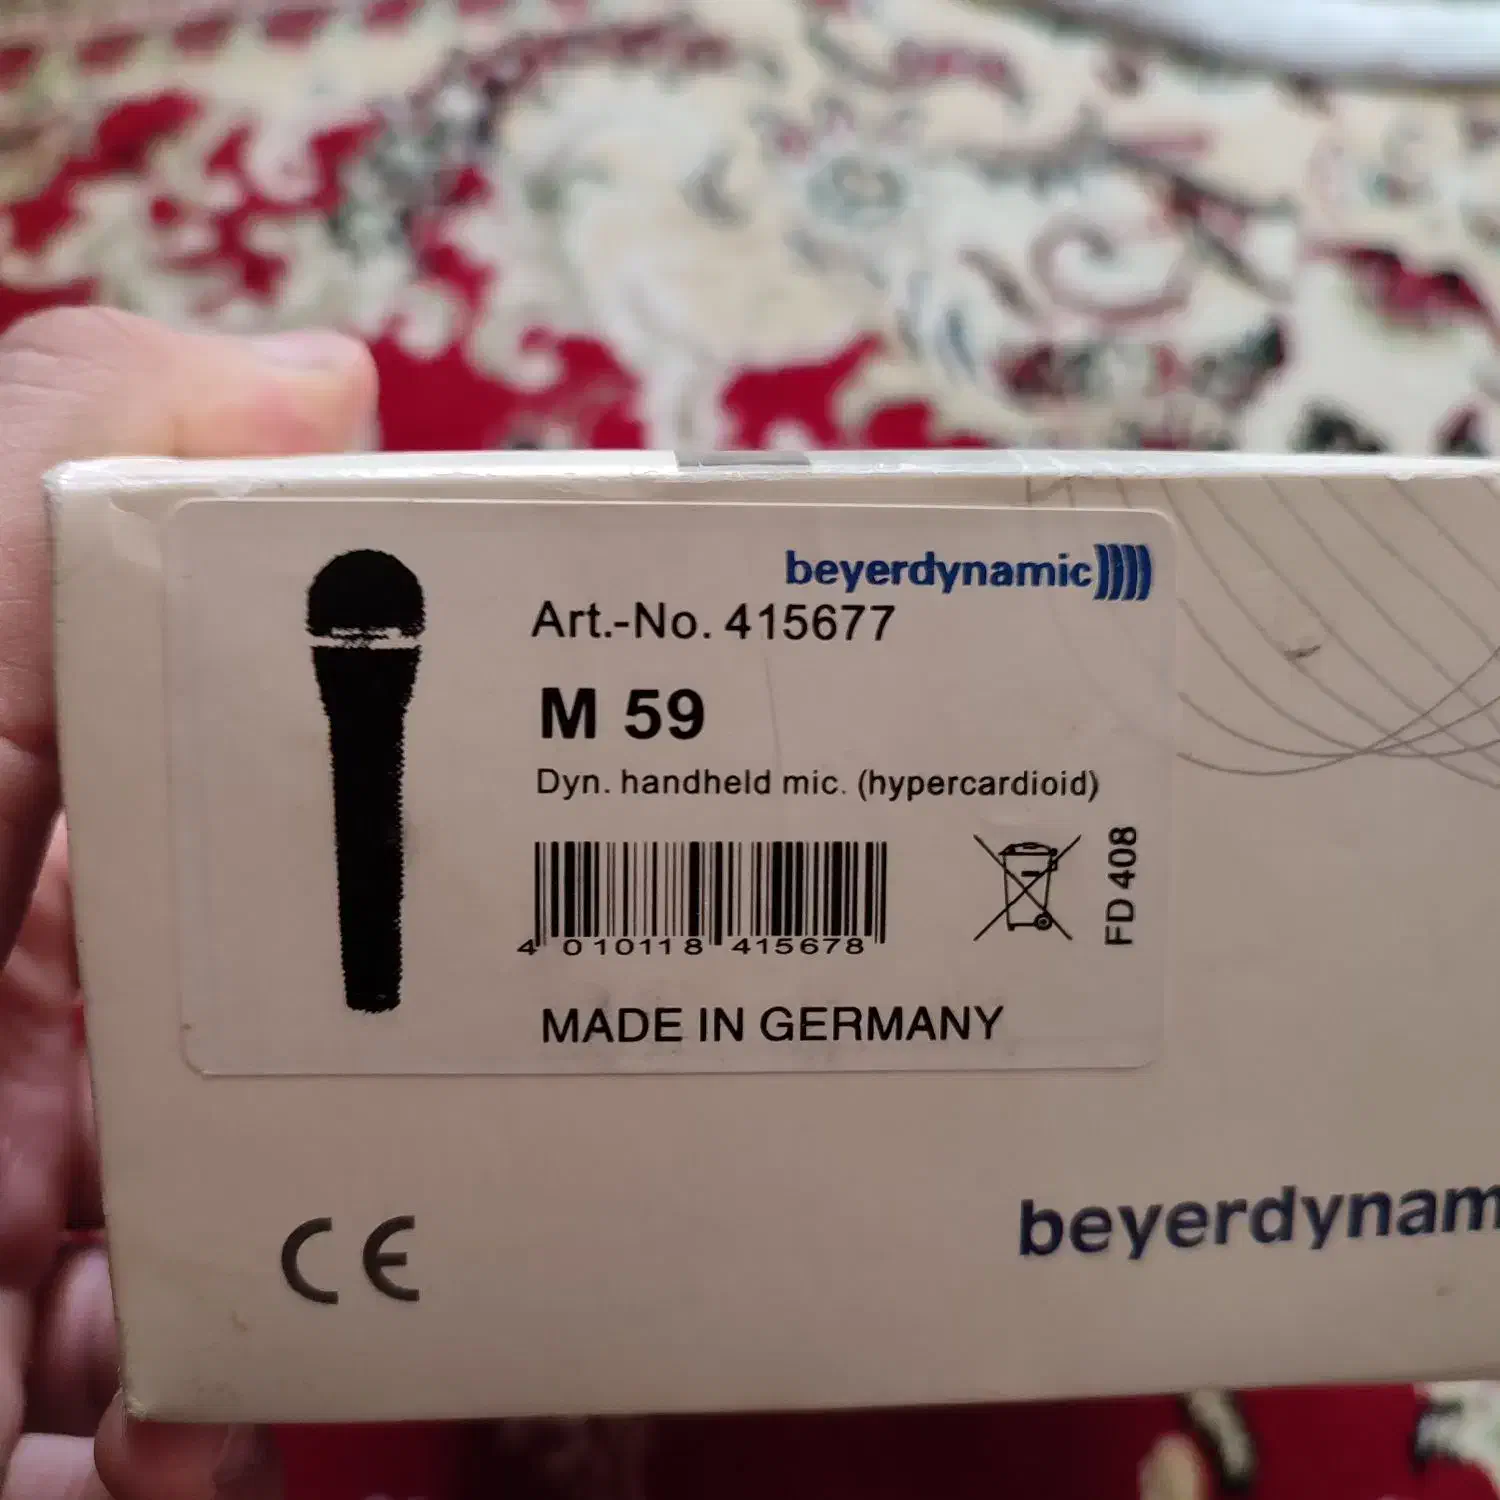 beyerdynamic
Art.-No. 415677
M 59
Dyn. handheld mic. (hypercardioid)
4 010118 415678
FD 408
MADE IN GERMANY
CE
beyerdynam